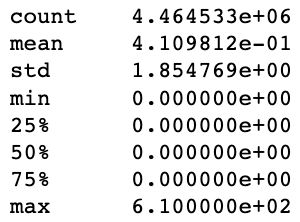 count 4.464533e+06
mean 4.109812e-01
std 1.854769e+00
min 0.000000e+00
25% 0.000000e+00
50% 0.000000e+00
75% 0.000000e+00
max 6.100000e+02